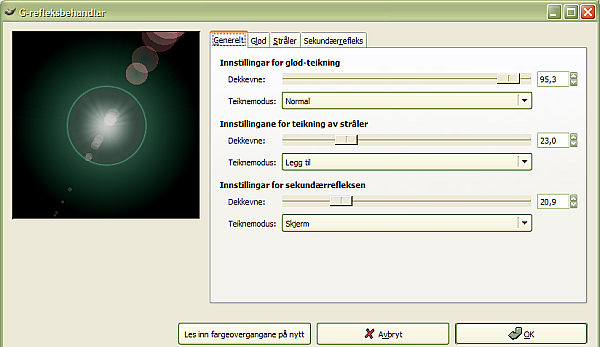 G-refleksbehandlar
Generelt Glød Stråler Sekundærrefleks
Innstillingar for glød-teikning
Dekkevne: 95,3
Teiknemodus: Normal
Innstillingane for teikning av stråler
Dekkevne: 23,0
Teiknemodus: Legg til
Innstillingar for sekundærrefleksen
Dekkevne: 20,9
Teiknemodus: Skjerm
Les inn fargeovergangane på nytt Avbryt OK